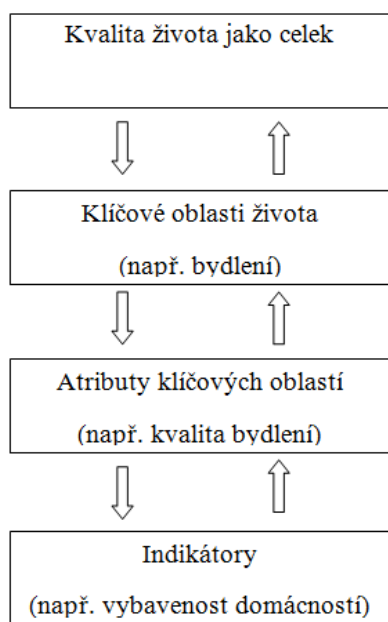 Kvalita života jako celek
Klíčové oblasti života
(např. bydlení)
Atributy klíčových oblastí
(např. kvalita bydlení)
Indikátory
(např. vybavenost domácností)